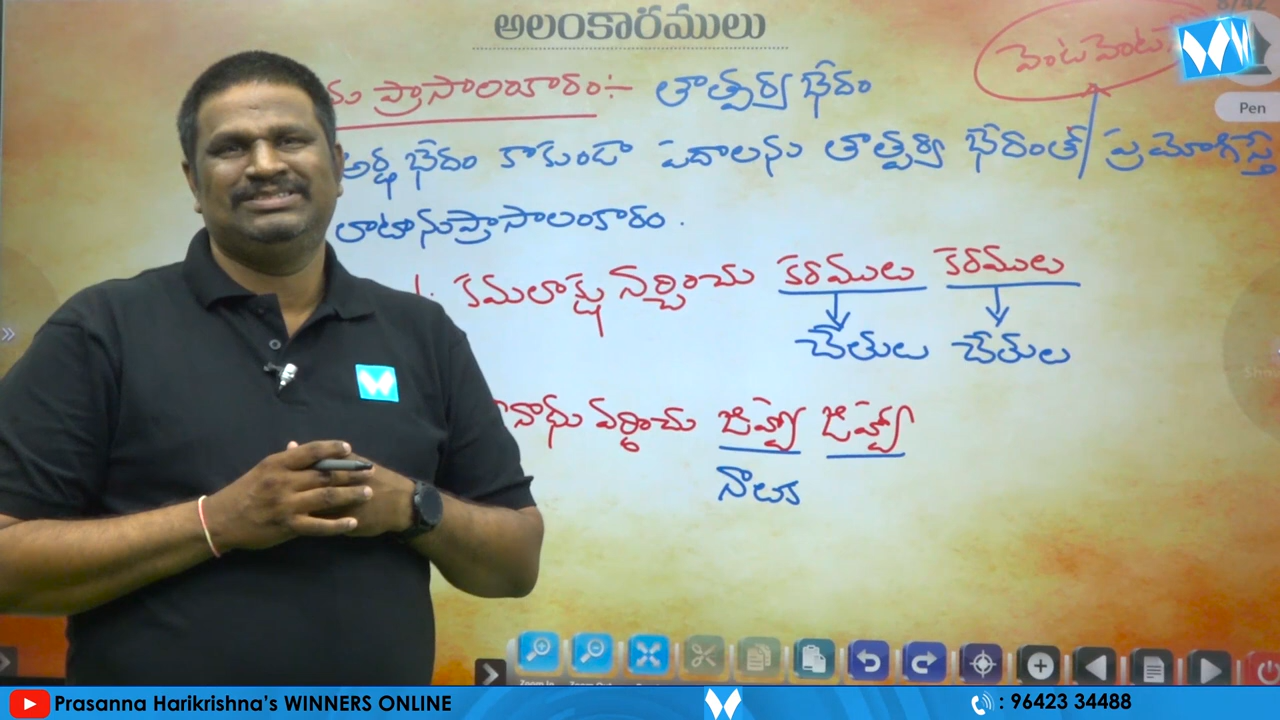 అలంకారములు
ను ప్రాసాలంకారం :- తాత్పర్య భేదం
వెంట వెంట
Pen
అర్థ భేదం కాకుండా పదాలను తాత్పర్య భేదంతో ప్రయోగిస్తే
లాటానుప్రాసాలంకారం.
1. కమలాక్షు నర్చించు కరములు కరములు
చేతులు చేతుల
నాథు వర్ణించు జిహ్వ జిహ్వ
నాలుక
Prasanna Harikrishna's WINNERS ONLINE
: 96423 34488